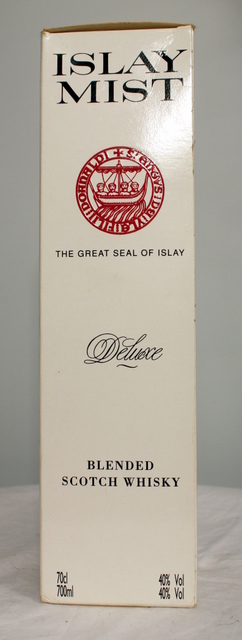 ISLAY
MIST
THE GREAT SEAL OF ISLAY
Deluxe
BLENDED
SCOTCH WHISKY
70cl 40% Vol
700ml 40% Vol